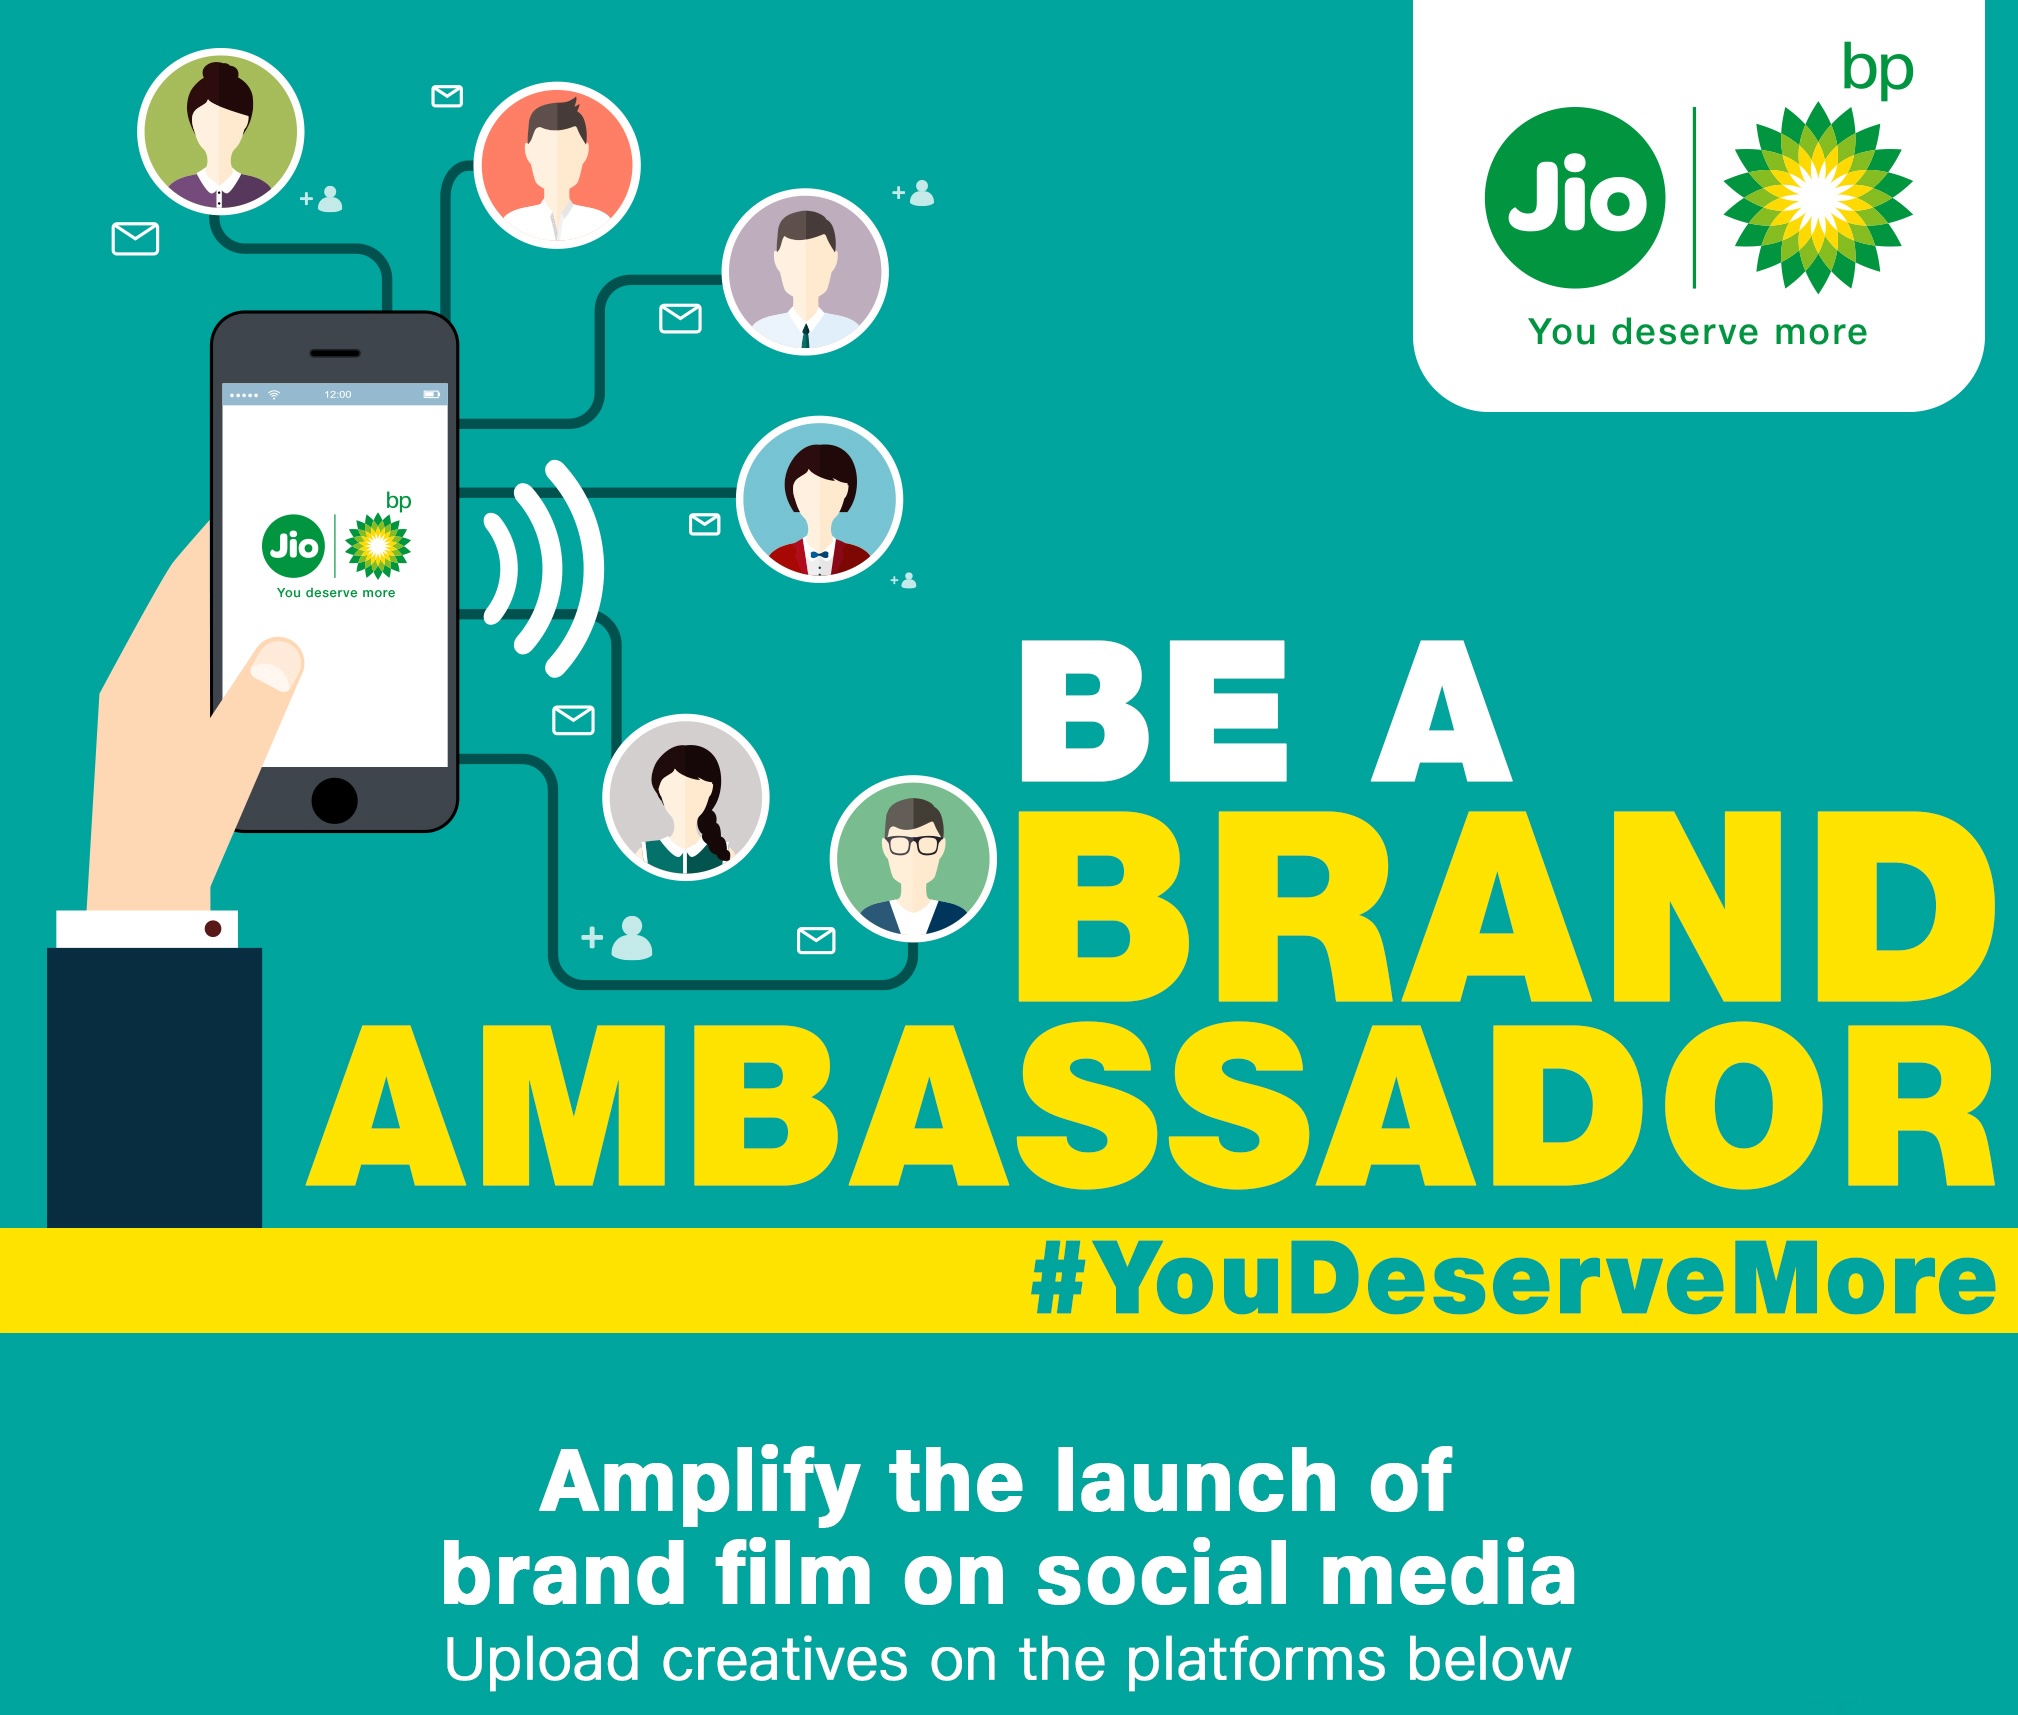 bp
Jio
You deserve more
12:00
bp
Jio
You deserve more
BE A
BRAND
AMBASSADOR
#YouDeserveMore
Amplify the launch of
brand film on social media
Upload creatives on the platforms below